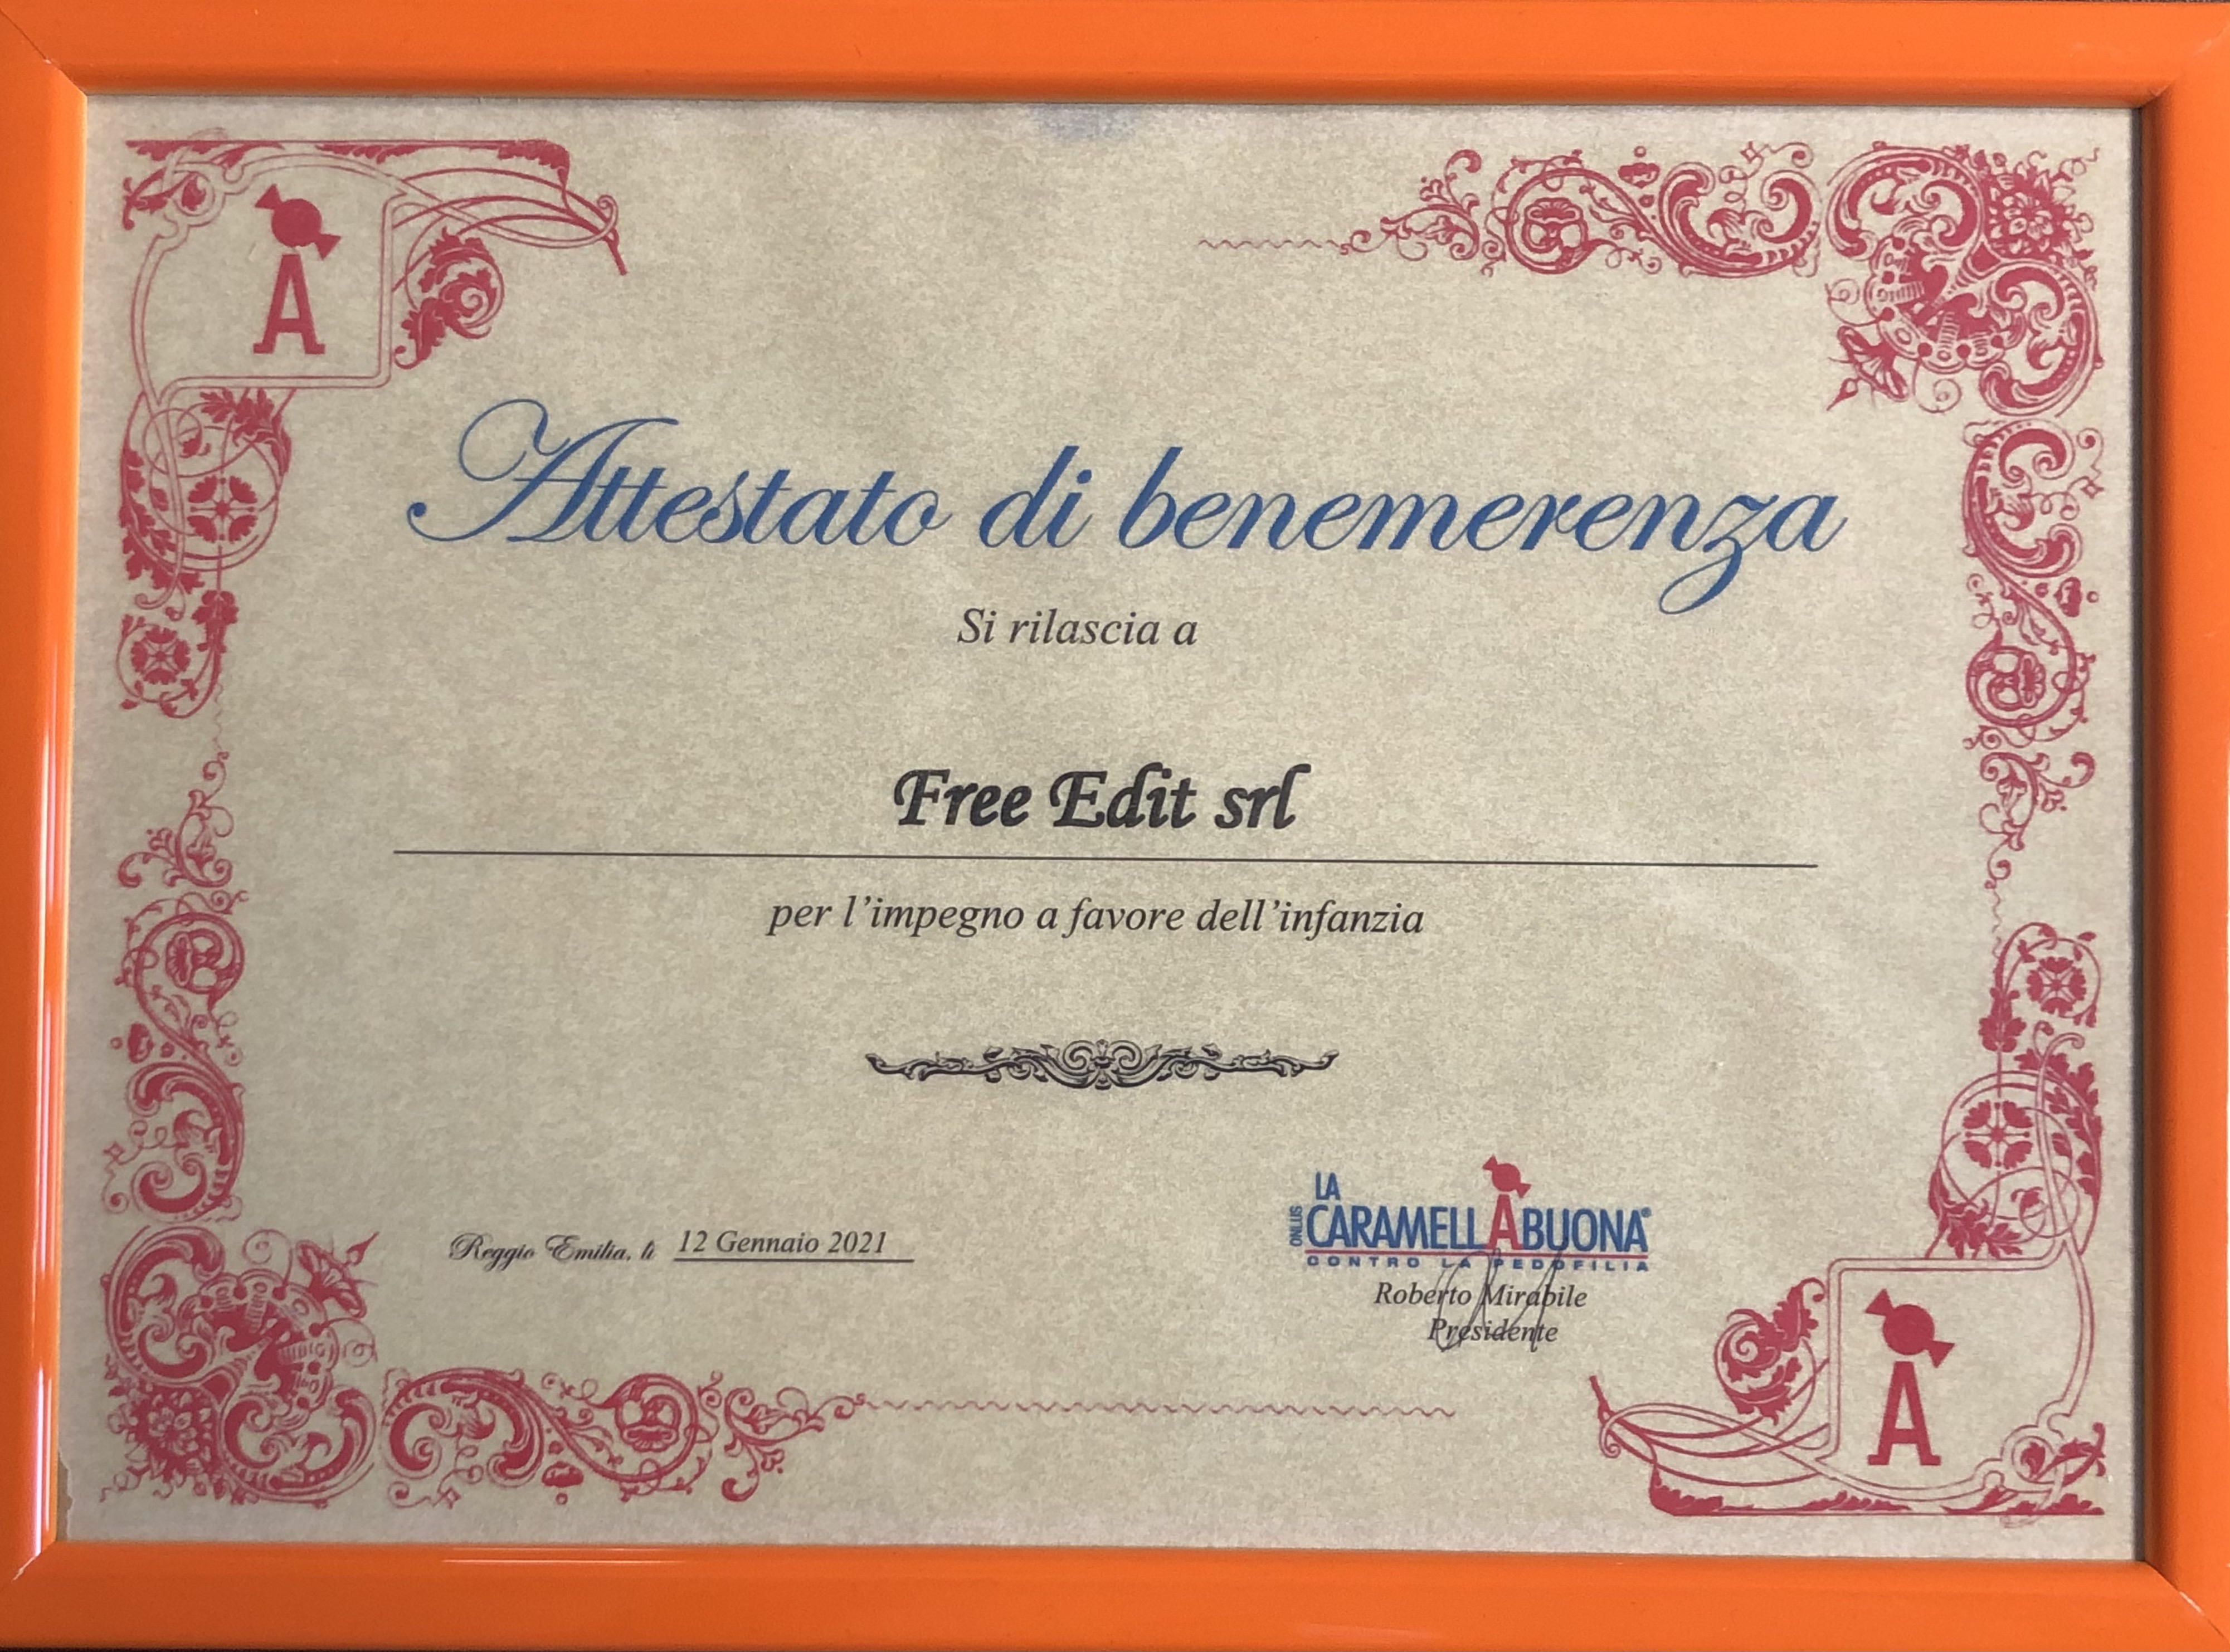 A
Attestato di benemerenza
Si rilascia a
Free Edit srl
per l'impegno a favore dell'infanzia
Reggio Emilia, lì 12 Gennaio 2021
LA
ONLUS CARAMELLABUONA®
CONTRO LA PEDOFILIA
Roberto Mirabile
Presidente
A